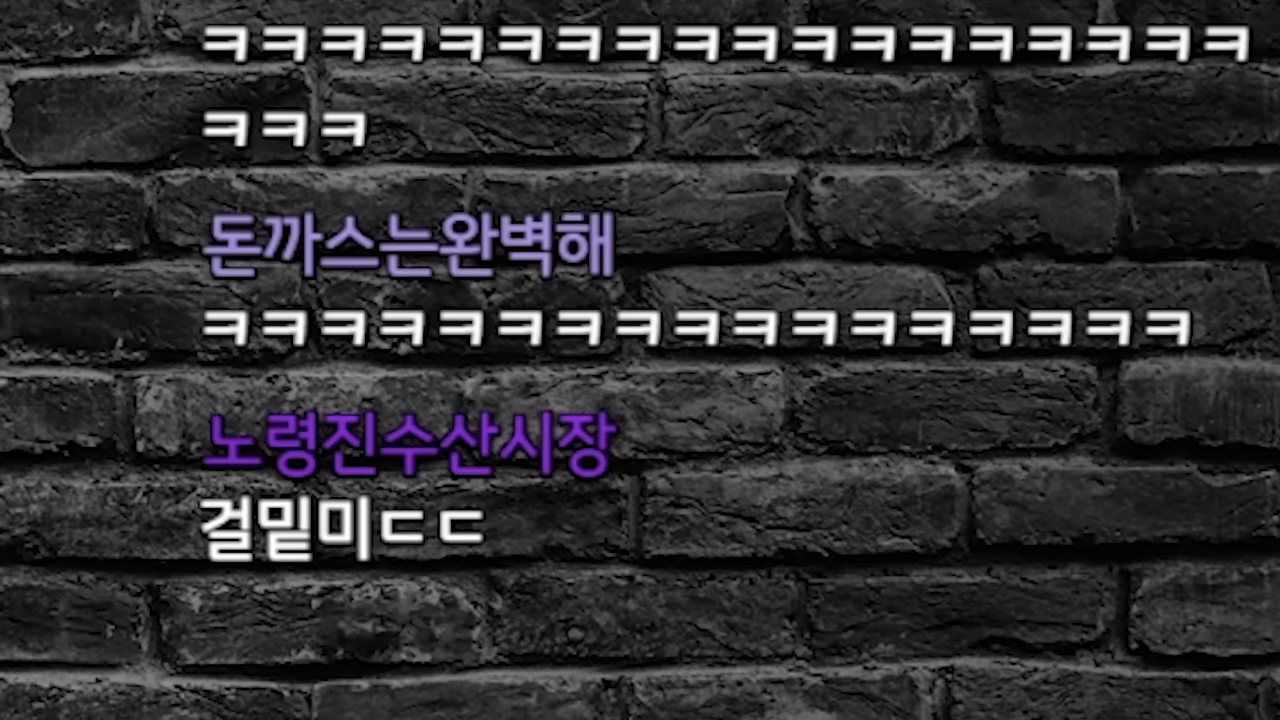 ㅋㅋㅋㅋㅋㅋㅋㅋㅋㅋㅋㅋㅋㅋㅋㅋㅋㅋ
ㅋㅋㅋ
돈까스는완벽해
ㅋㅋㅋㅋㅋㅋㅋㅋㅋㅋㅋㅋㅋㅋㅋㅋㅋ
노령진수산시장
걸밑미ㄷㄷ